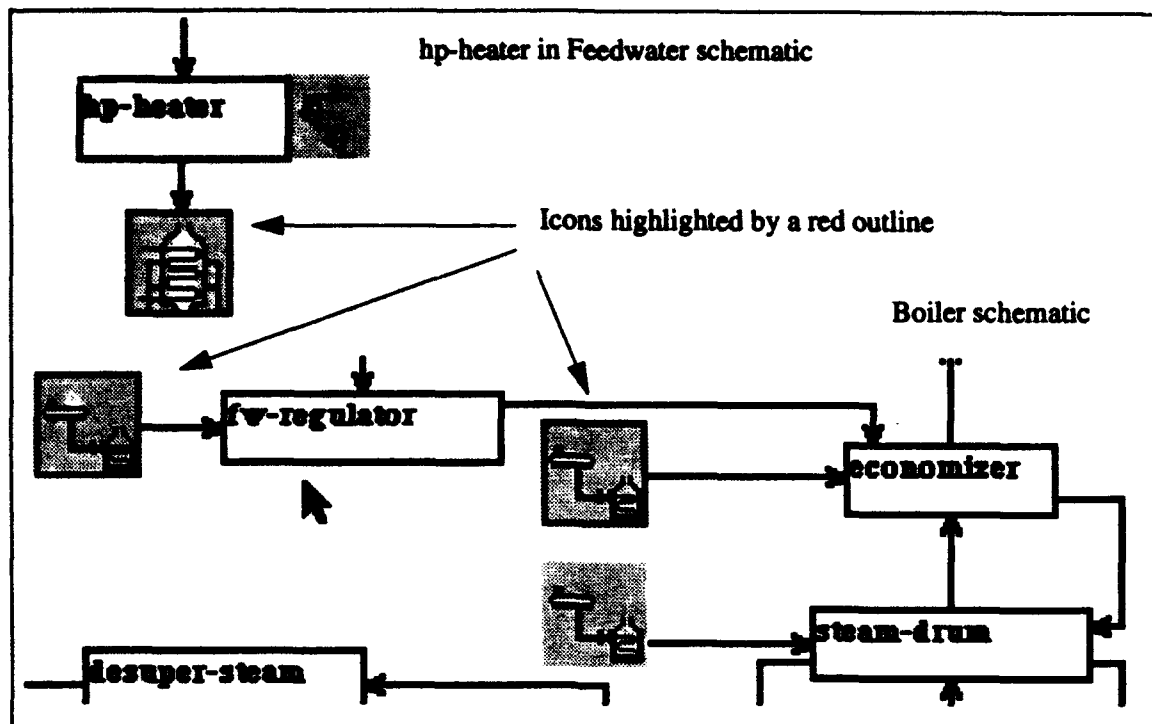 hp-heater in Feedwater schematic
hp-heater
Icons highlighted by a red outline
Boiler schematic
fw-regulator
economizer
steam-drum
desuper-steam